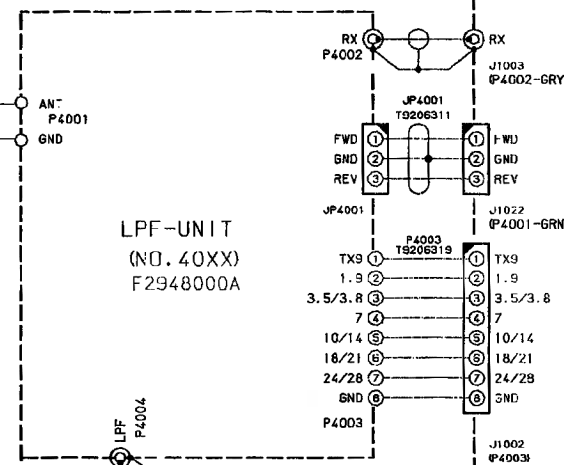 RX
P4002
RX
J1003
(P4002-GRY
ANT
P4001
GND
JP4001
T9206311
FWD 1
GND 2
REV 3
1 FWD
2 GND
3 REV
JP4001
J1022
(P4001-GRN
LPF-UNIT
(NO. 40XX)
F2948000A
P4003
T9206319
TX9 1
1.9 2
3.5/3.8 3
7 4
10/14 5
18/21 6
24/28 7
GND 8
1 TX9
2 1.9
3 3.5/3.8
4 7
5 10/14
6 18/21
7 24/28
8 GND
P4003
J1002
(P4003)
LPF
P4004